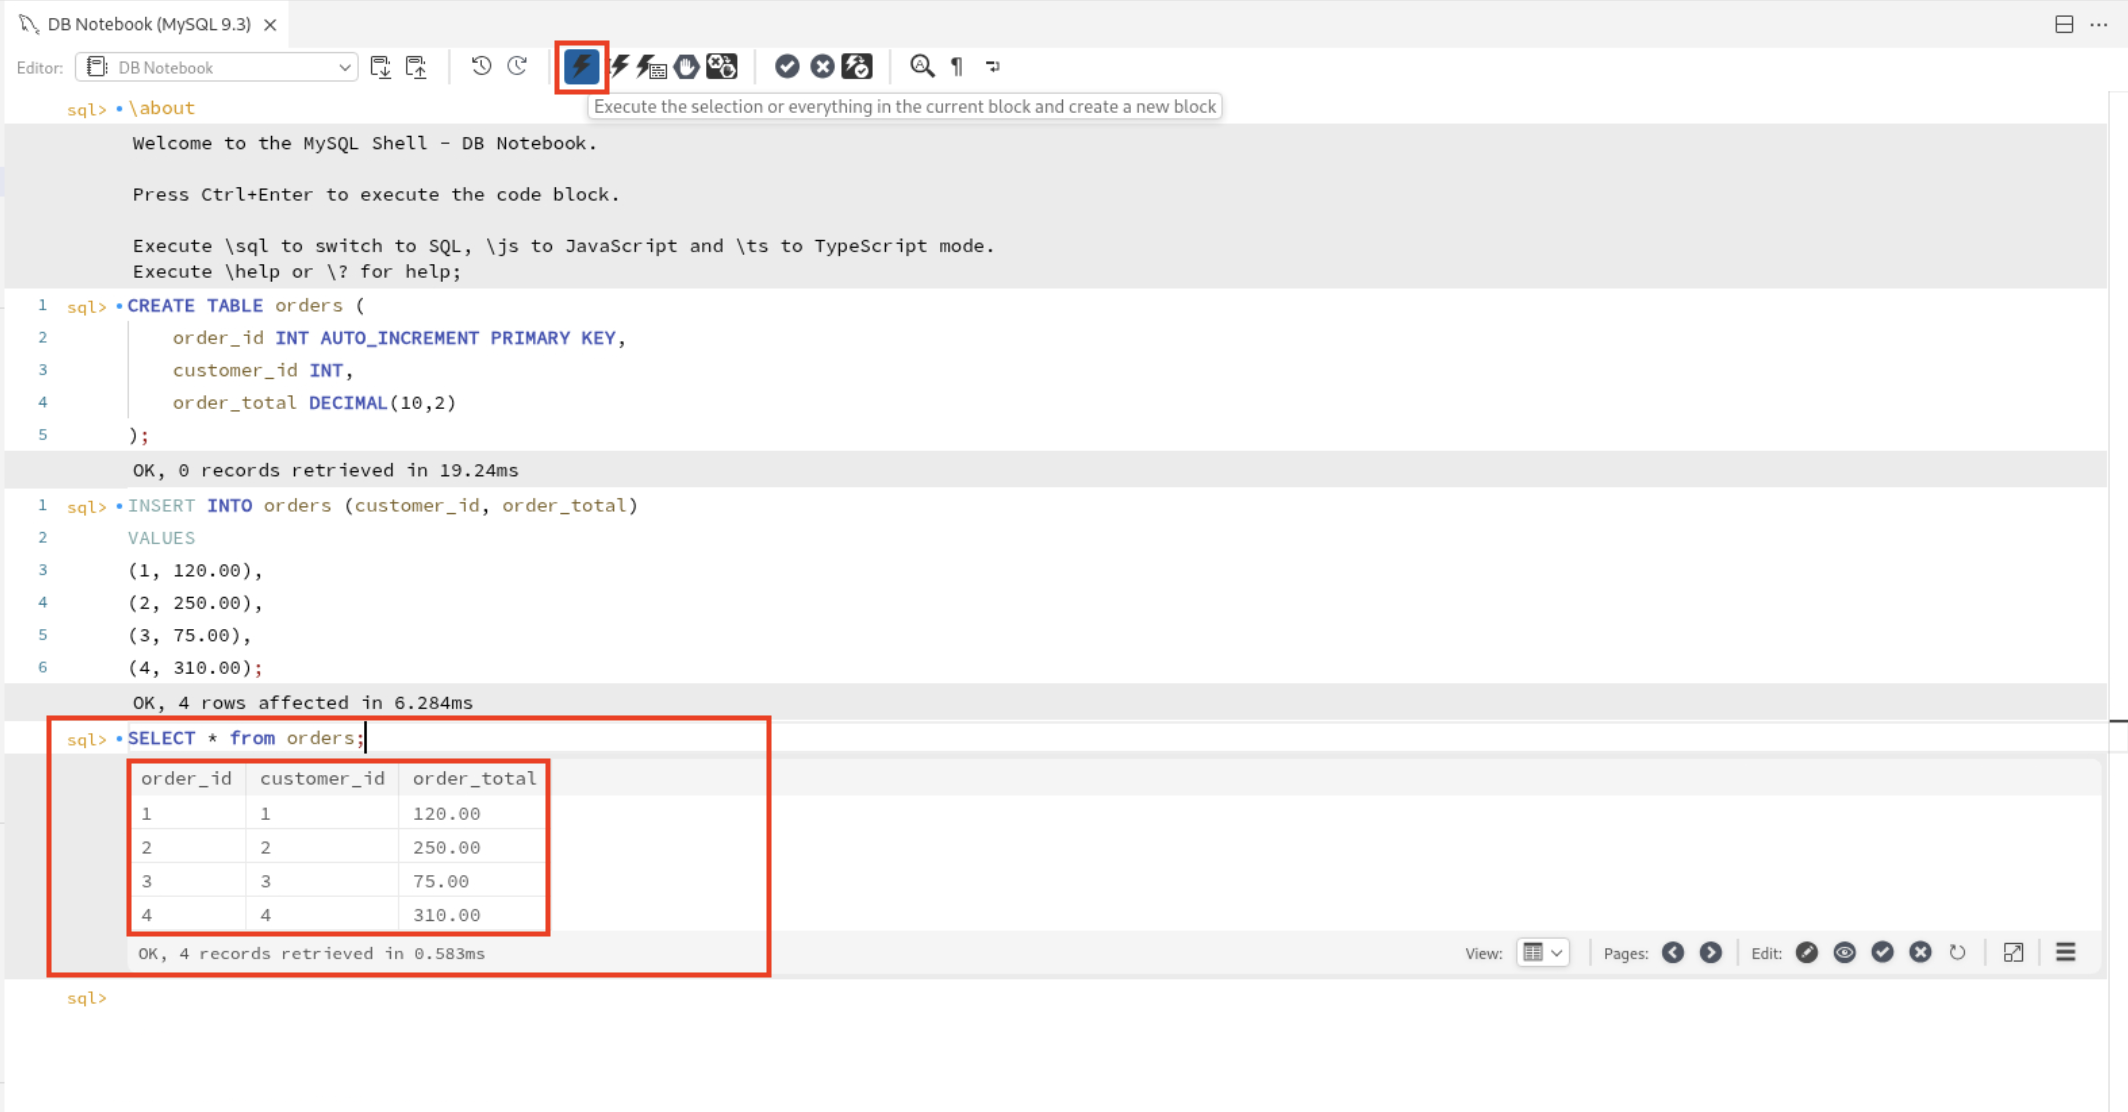 DB Notebook (MySQL 9.3)
Editor: DB Notebook
sql> \about
Execute the selection or everything in the current block and create a new block
Welcome to the MySQL Shell - DB Notebook.
Press Ctrl+Enter to execute the code block.
Execute \sql to switch to SQL, \js to JavaScript and \ts to TypeScript mode.
Execute \help or \? for help;
1 sql> CREATE TABLE orders (
2 order_id INT AUTO_INCREMENT PRIMARY KEY,
3 customer_id INT,
4 order_total DECIMAL(10,2)
5 );
OK, 0 records retrieved in 19.24ms
1 sql> INSERT INTO orders (customer_id, order_total)
2 VALUES
3 (1, 120.00),
4 (2, 250.00),
5 (3, 75.00),
6 (4, 310.00);
OK, 4 rows affected in 6.284ms
sql> SELECT * from orders;
order_id customer_id order_total
1 1 120.00
2 2 250.00
3 3 75.00
4 4 310.00
OK, 4 records retrieved in 0.583ms View: Pages: Edit:
sql>